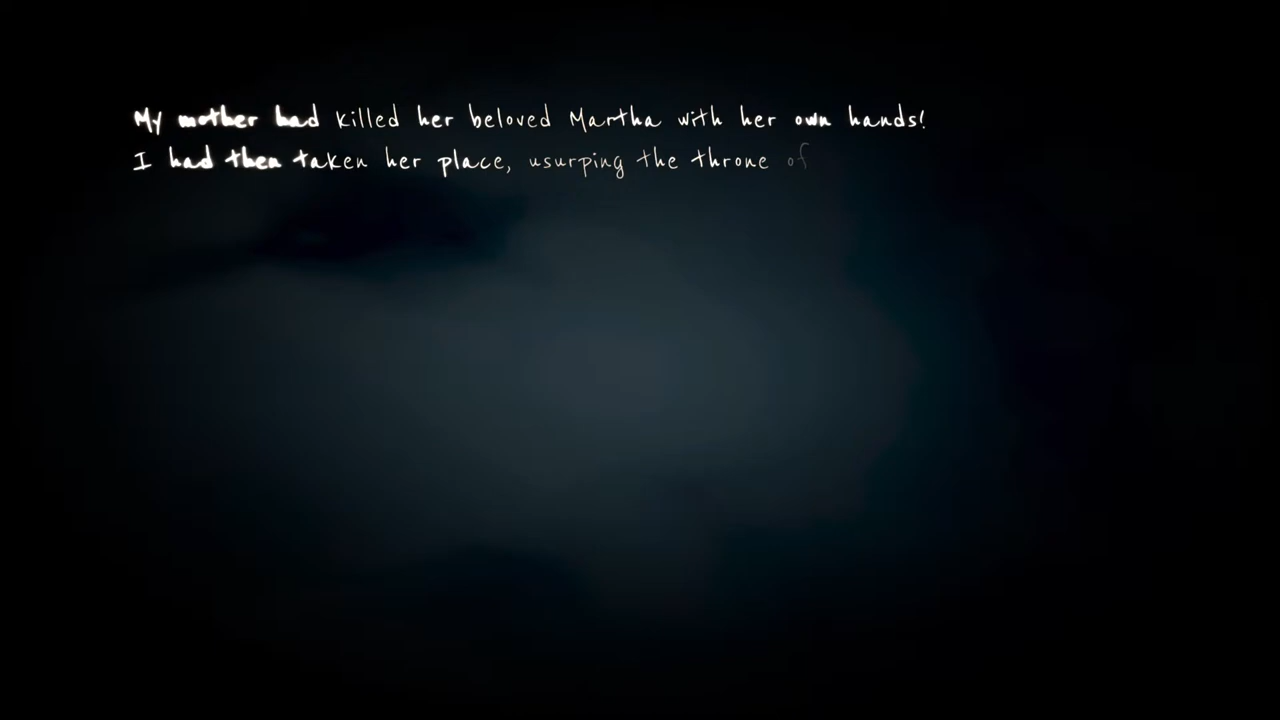 My mother had killed her beloved Martha with her own hands!
I had then taken her place, usurping the throne of